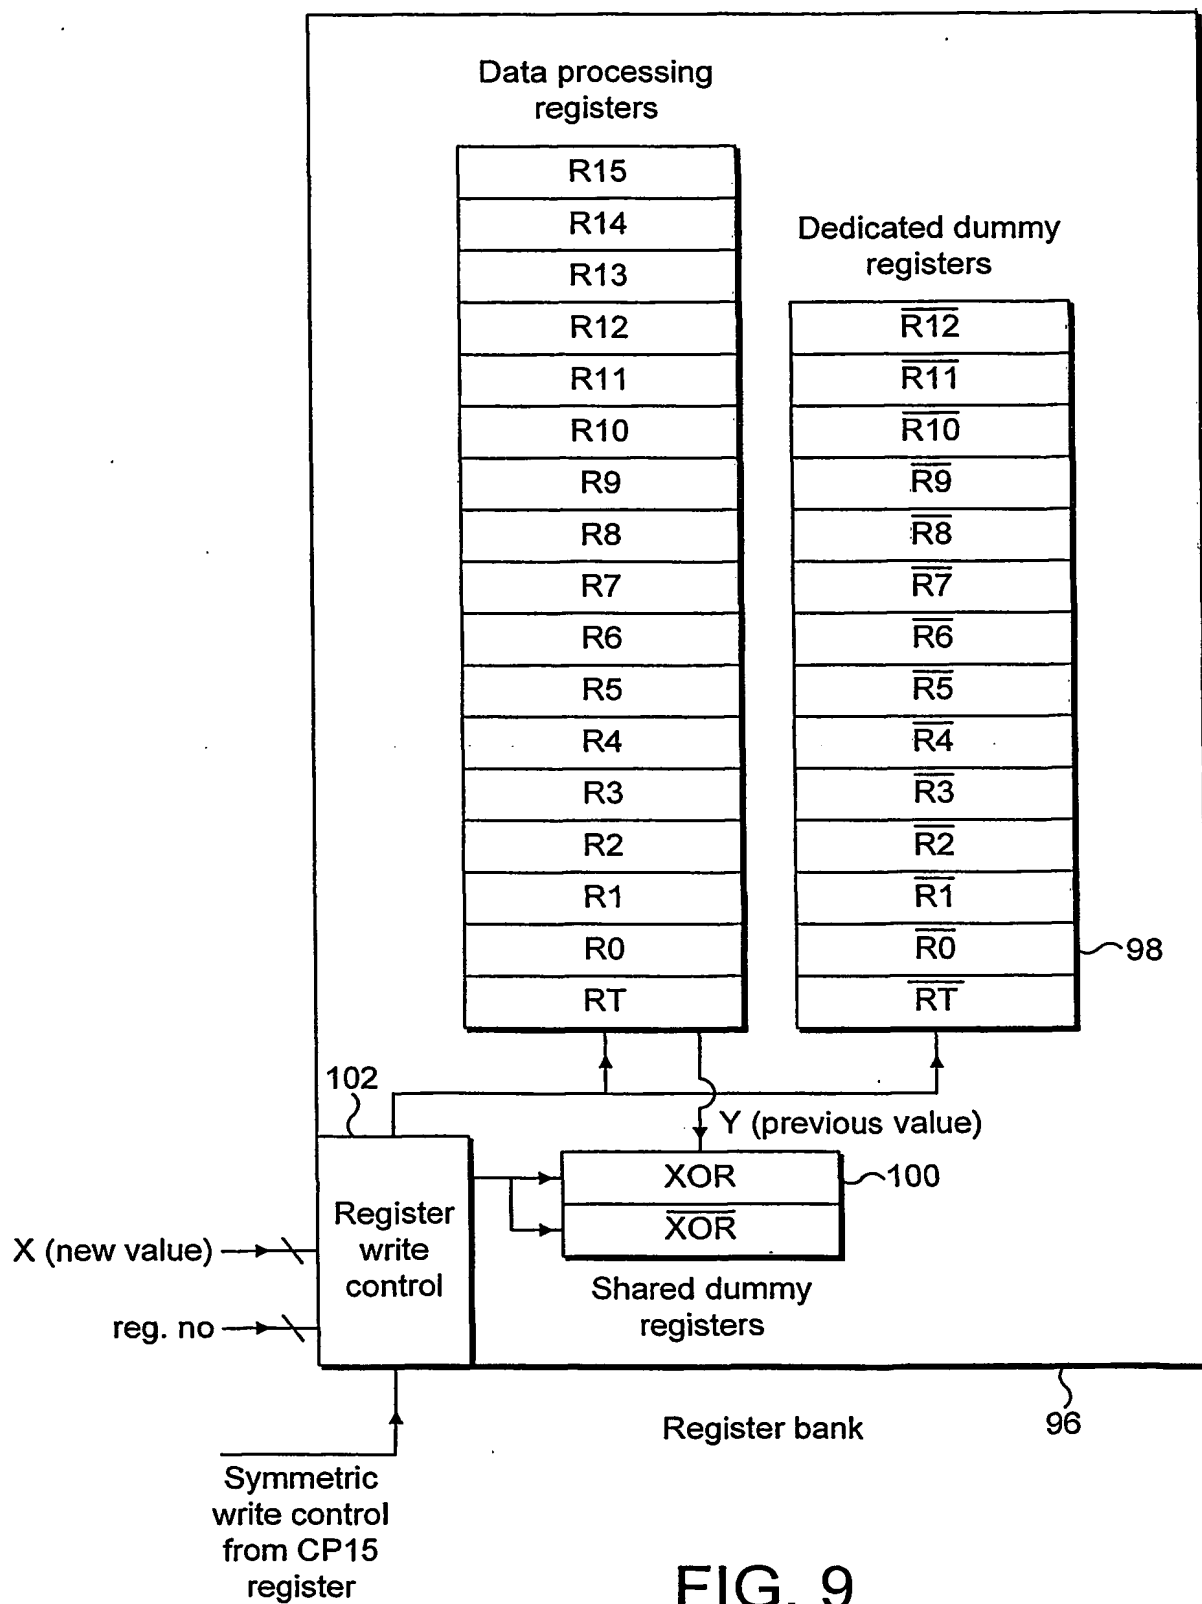 Data processing
registers
R15
R14
R13
R12
R11
R10
R9
R8
R7
R6
R5
R4
R3
R2
R1
R0
RT
Dedicated dummy
registers
R̅1̅2̅
R̅1̅1̅
R̅1̅0̅
R̅9̅
R̅8̅
R̅7̅
R̅6̅
R̅5̅
R̅4̅
R̅3̅
R̅2̅
R̅1̅
R̅0̅
R̅T̅
98
102
Y (previous value)
XOR
X̅O̅R̅
100
Shared dummy
registers
Register
write
control
X (new value)
reg. no
96
Register bank
Symmetric
write control
from CP15
register
FIG. 9